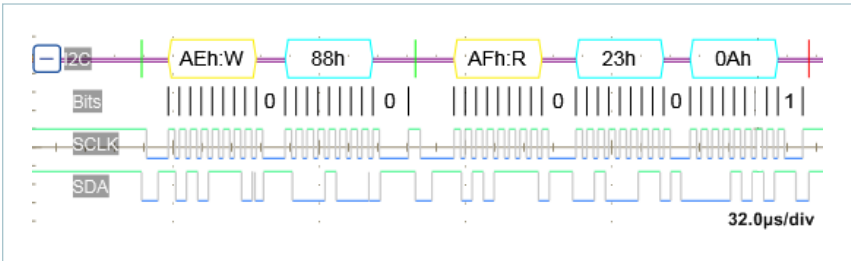 I2C AEh:W 88h AFh:R 23h 0Ah
Bits 0 0 0 0 1
SCLK
SDA
32.0µs/div